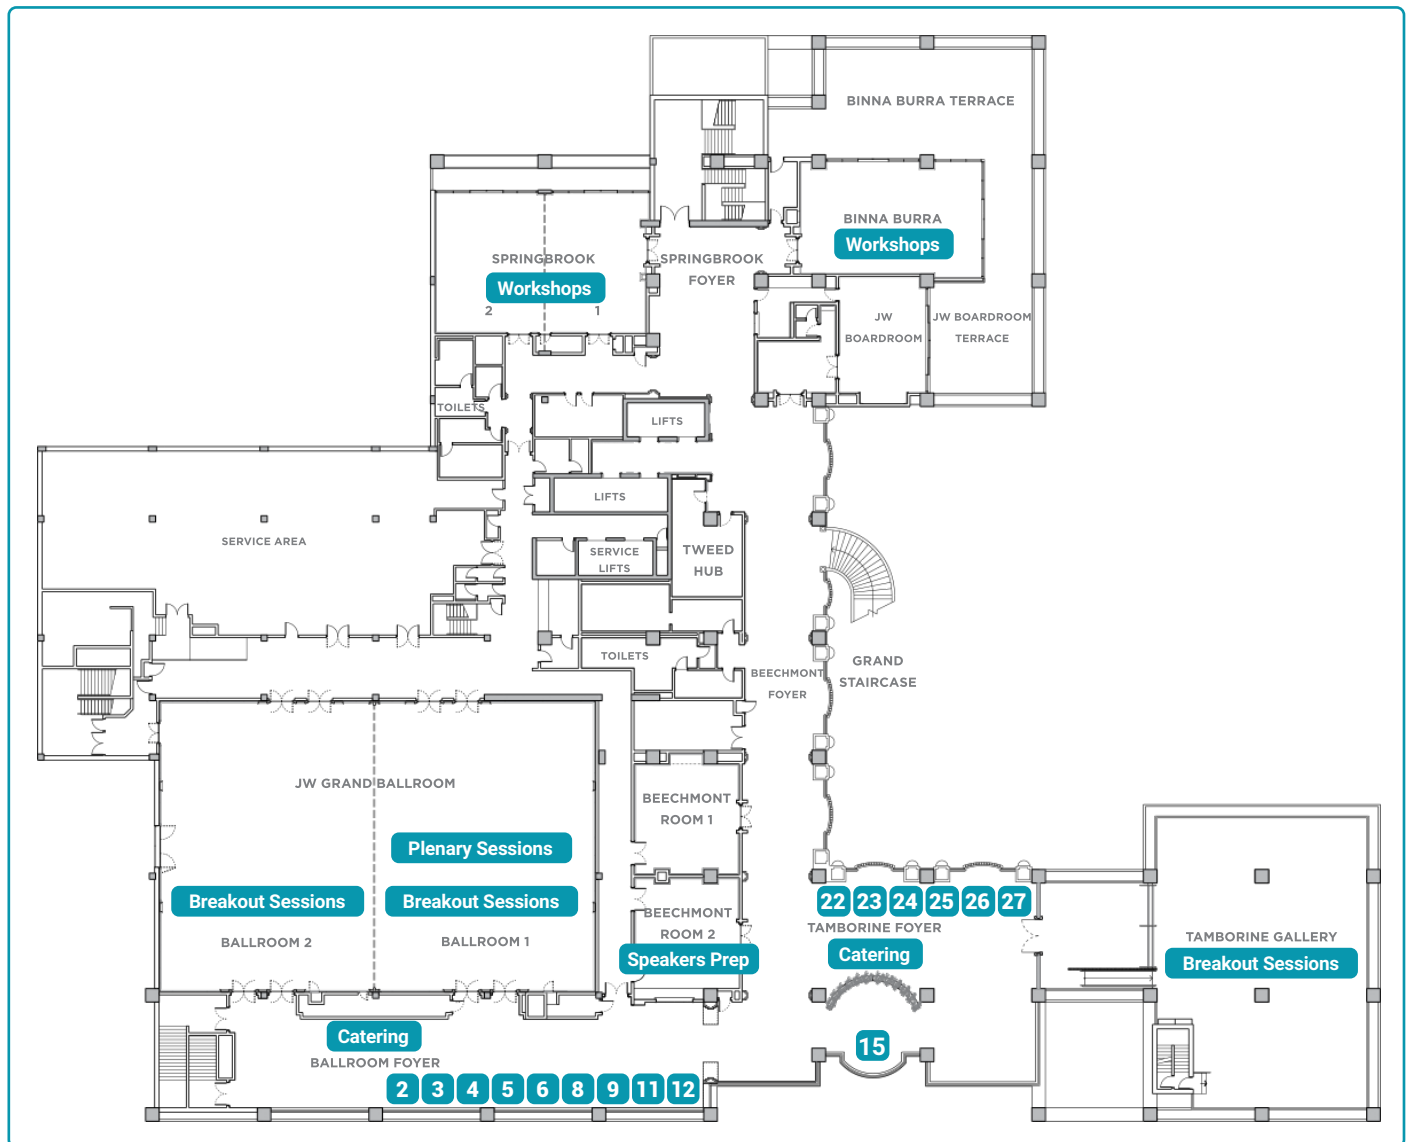 BINNA BURRA TERRACE
BINNA BURRA
Workshops
SPRINGBROOK
Workshops
2
1
SPRINGBROOK
FOYER
JW
BOARDROOM
JW BOARDROOM
TERRACE
TOILETS
LIFTS
LIFTS
SERVICE AREA
SERVICE
LIFTS
TWEED
HUB
TOILETS
BEECHMONT
FOYER
GRAND
STAIRCASE
JW GRAND BALLROOM
BEECHMONT
ROOM 1
Plenary Sessions
Breakout Sessions
Breakout Sessions
BALLROOM 2
BALLROOM 1
BEECHMONT
ROOM 2
Speakers Prep
22 23 24 25 26 27
TAMBORINE FOYER
Catering
TAMBORINE GALLERY
Breakout Sessions
Catering
BALLROOM FOYER
15
2 3 4 5 6 8 9 11 12